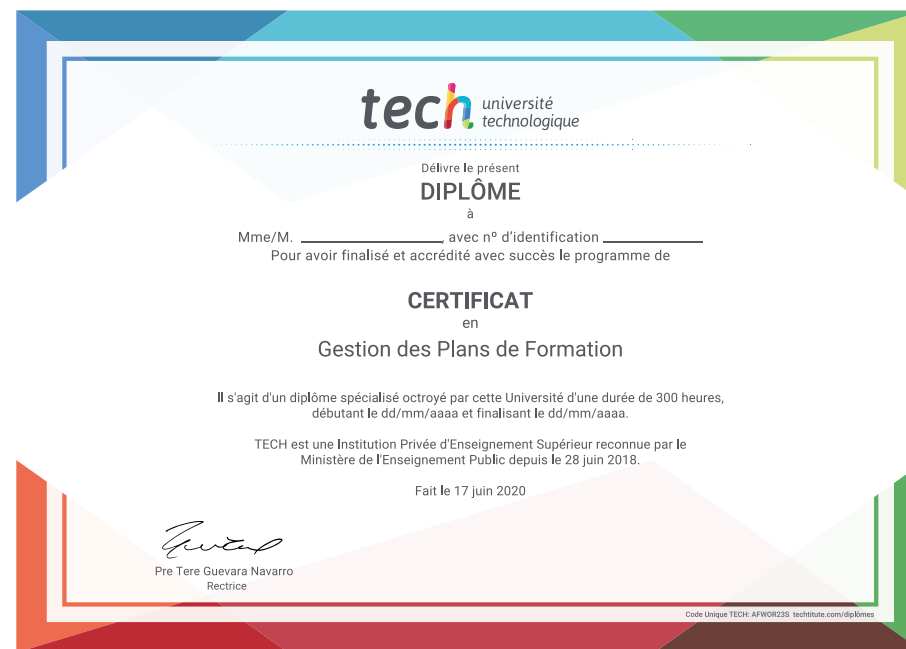 tech université
technologique
Délivre le présent
DIPLÔME
à
Mme/M. ____________________, avec nº d'identification ______________
Pour avoir finalisé et accrédité avec succès le programme de
CERTIFICAT
en
Gestion des Plans de Formation
Il s'agit d'un diplôme spécialisé octroyé par cette Université d'une durée de 300 heures,
débutant le dd/mm/aaaa et finalisant le dd/mm/aaaa.
TECH est une Institution Privée d'Enseignement Supérieur reconnue par le
Ministère de l'Enseignement Public depuis le 28 juin 2018.
Fait le 17 juin 2020
Pre Tere Guevara Navarro
Rectrice
Code Unique TECH: AFWOR23S techtitute.com/diplômes